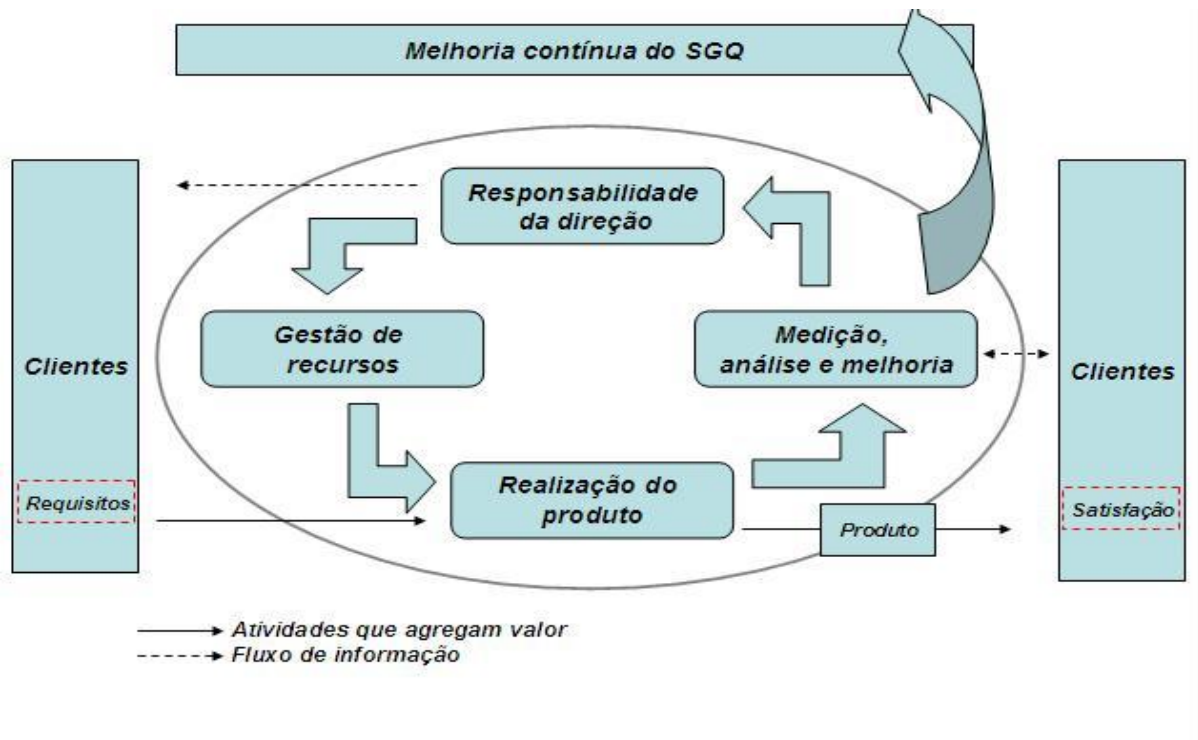 Melhoria contínua do SGQ
Responsabilidade
da direção
Gestão de
recursos
Medição,
análise e melhoria
Clientes
Clientes
Realização do
produto
Requisitos
Satisfação
Produto
Atividades que agregam valor
Fluxo de informação